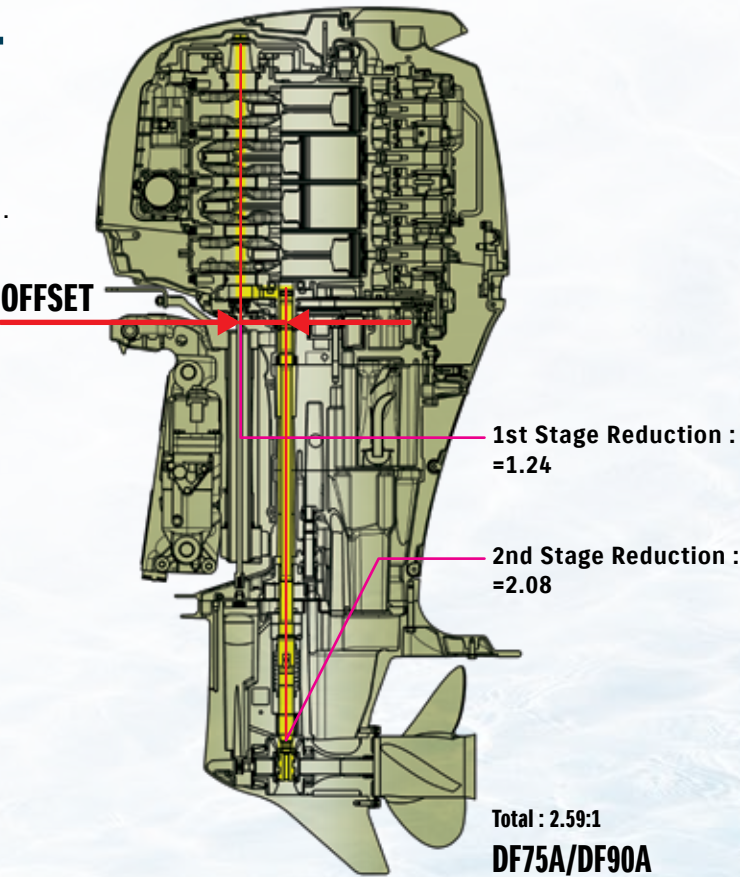 OFFSET
1st Stage Reduction :
=1.24
2nd Stage Reduction :
=2.08
Total : 2.59:1
DF75A/DF90A